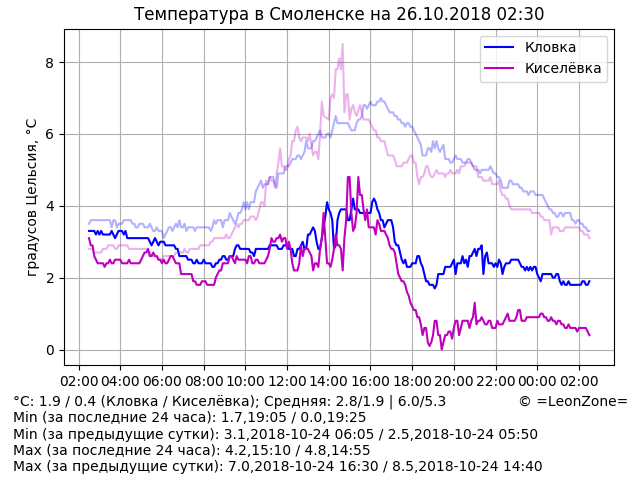 Температура в Смоленске на 26.10.2018 02:30
Кловка
Киселёвка
градусов Цельсия, °C
8
6
4
2
0
02:00 04:00 06:00 08:00 10:00 12:00 14:00 16:00 18:00 20:00 22:00 00:00 02:00
°C: 1.9 / 0.4 (Кловка / Киселёвка); Средняя: 2.8/1.9 | 6.0/5.3 © =LeonZone=
Min (за последние 24 часа): 1.7,19:05 / 0.0,19:25
Min (за предыдущие сутки): 3.1,2018-10-24 06:05 / 2.5,2018-10-24 05:50
Max (за последние 24 часа): 4.2,15:10 / 4.8,14:55
Max (за предыдущие сутки): 7.0,2018-10-24 16:30 / 8.5,2018-10-24 14:40